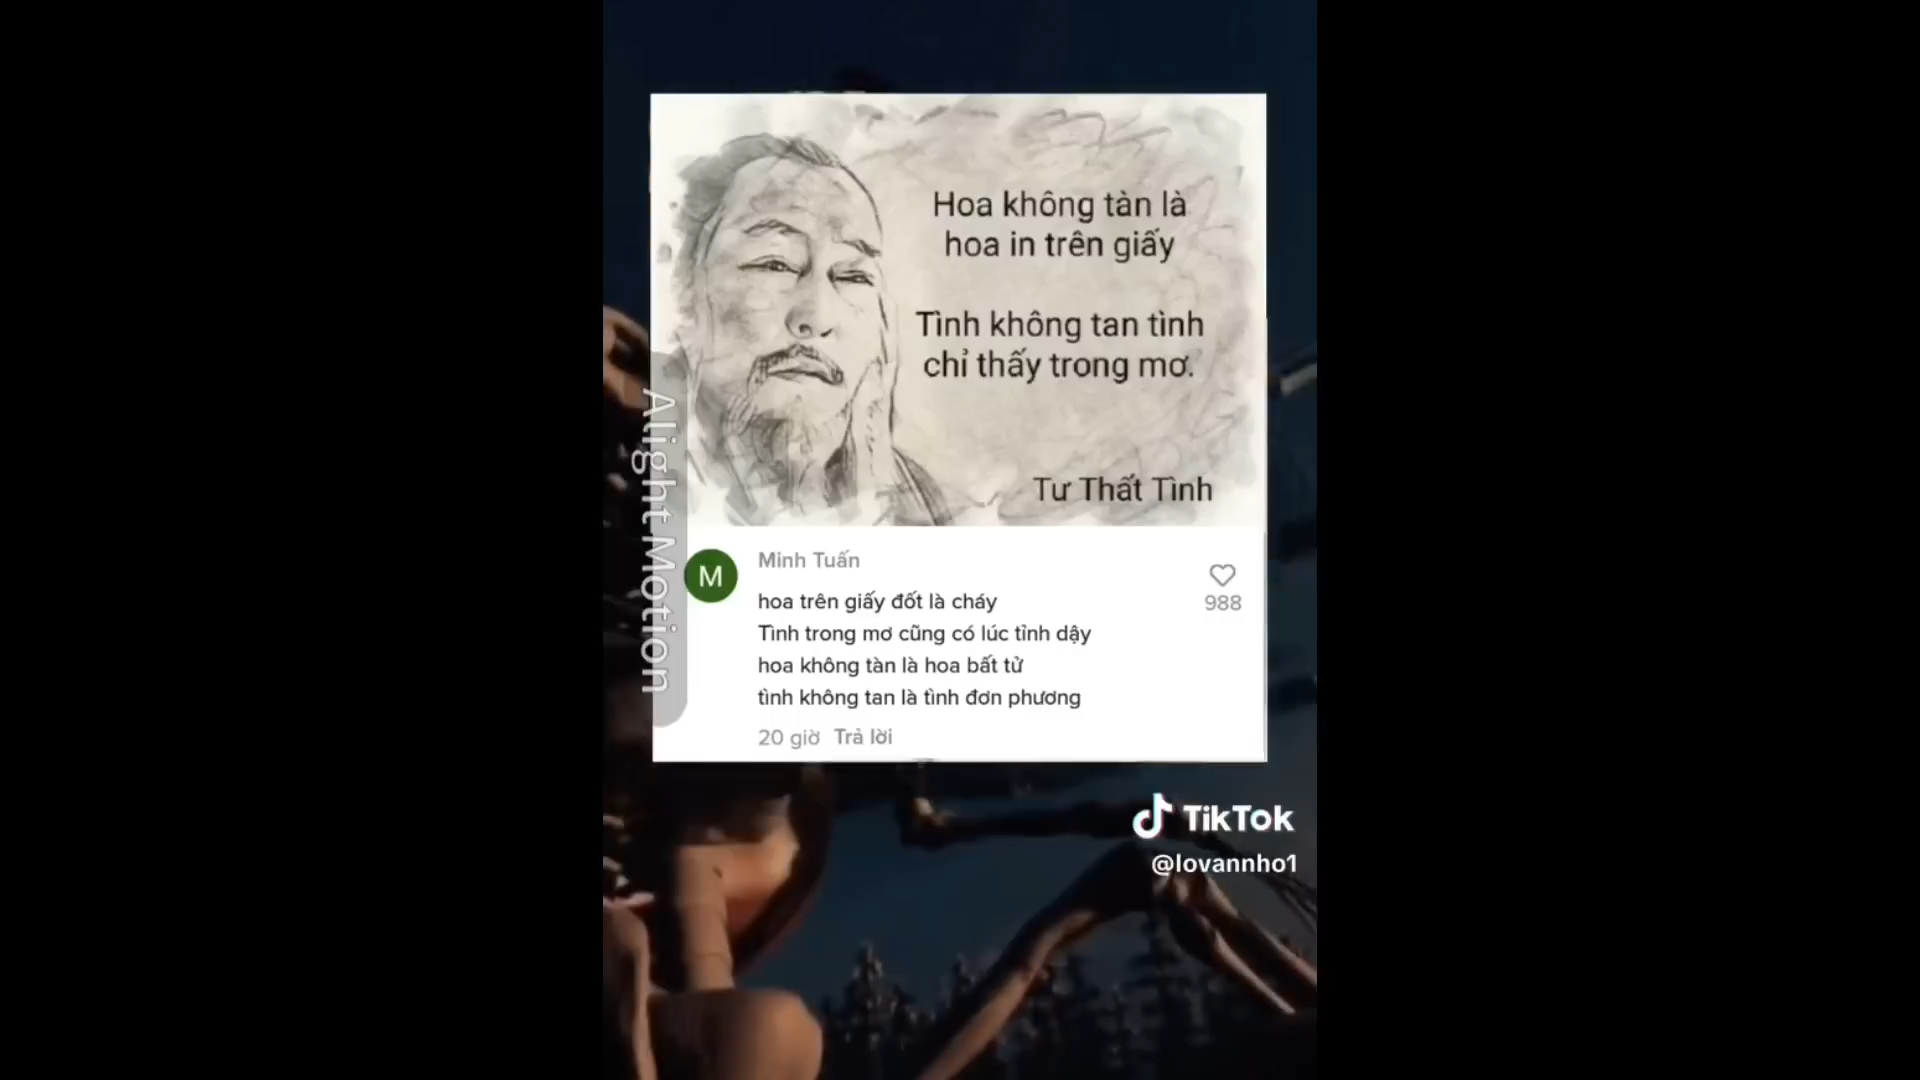 Hoa không tàn là
hoa in trên giấy
Tình không tan tình
chỉ thấy trong mơ.
Tư Thất Tình
Alight Motion
M
Minh Tuấn
hoa trên giấy đốt là cháy
Tình trong mơ cũng có lúc tỉnh dậy
hoa không tàn là hoa bất tử
tình không tan là tình đơn phương
988
20 giờ Trả lời
TikTok
@lovannho1